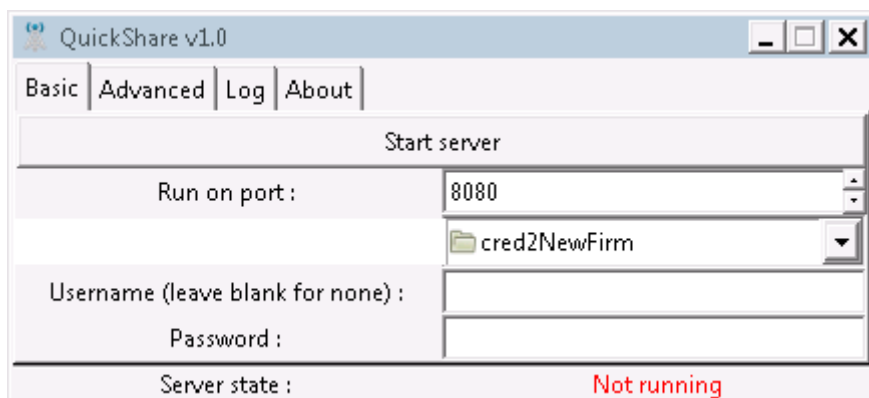 QuickShare v1.0
Basic Advanced Log About
Start server
Run on port : 8080
cred2NewFirm
Username (leave blank for none) :
Password :
Server state : Not running